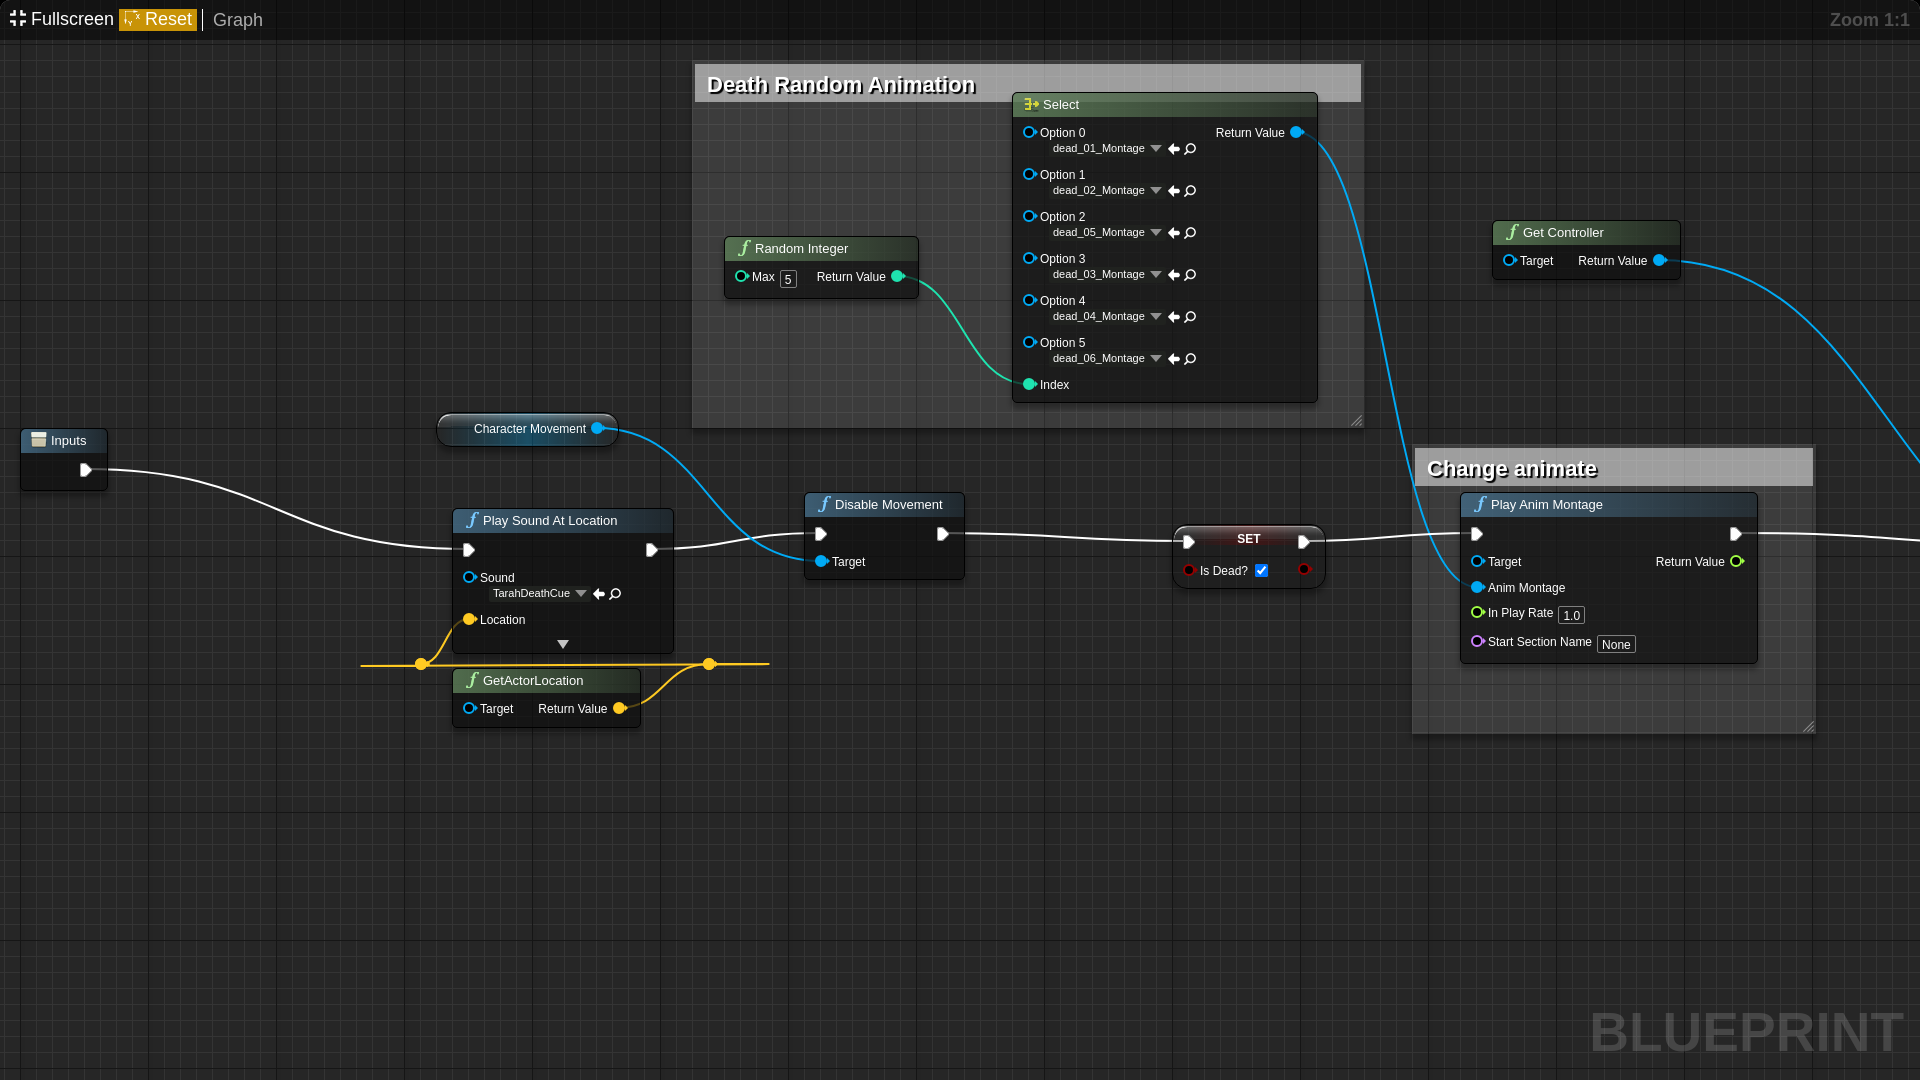 Fullscreen Reset Graph
Zoom 1:1
Death Random Animation
Select
Option 0 Return Value
dead_01_Montage
Option 1
dead_02_Montage
Option 2
dead_05_Montage
Option 3
dead_03_Montage
Option 4
dead_04_Montage
Option 5
dead_06_Montage
Index
Random Integer
Max 5 Return Value
Get Controller
Target Return Value
Inputs
Character Movement
Play Sound At Location
Sound
TarahDeathCue
Location
GetActorLocation
Target Return Value
Disable Movement
Target
SET
Is Dead?
Change animate
Play Anim Montage
Target Return Value
Anim Montage
In Play Rate 1.0
Start Section Name None
BLUEPRINT